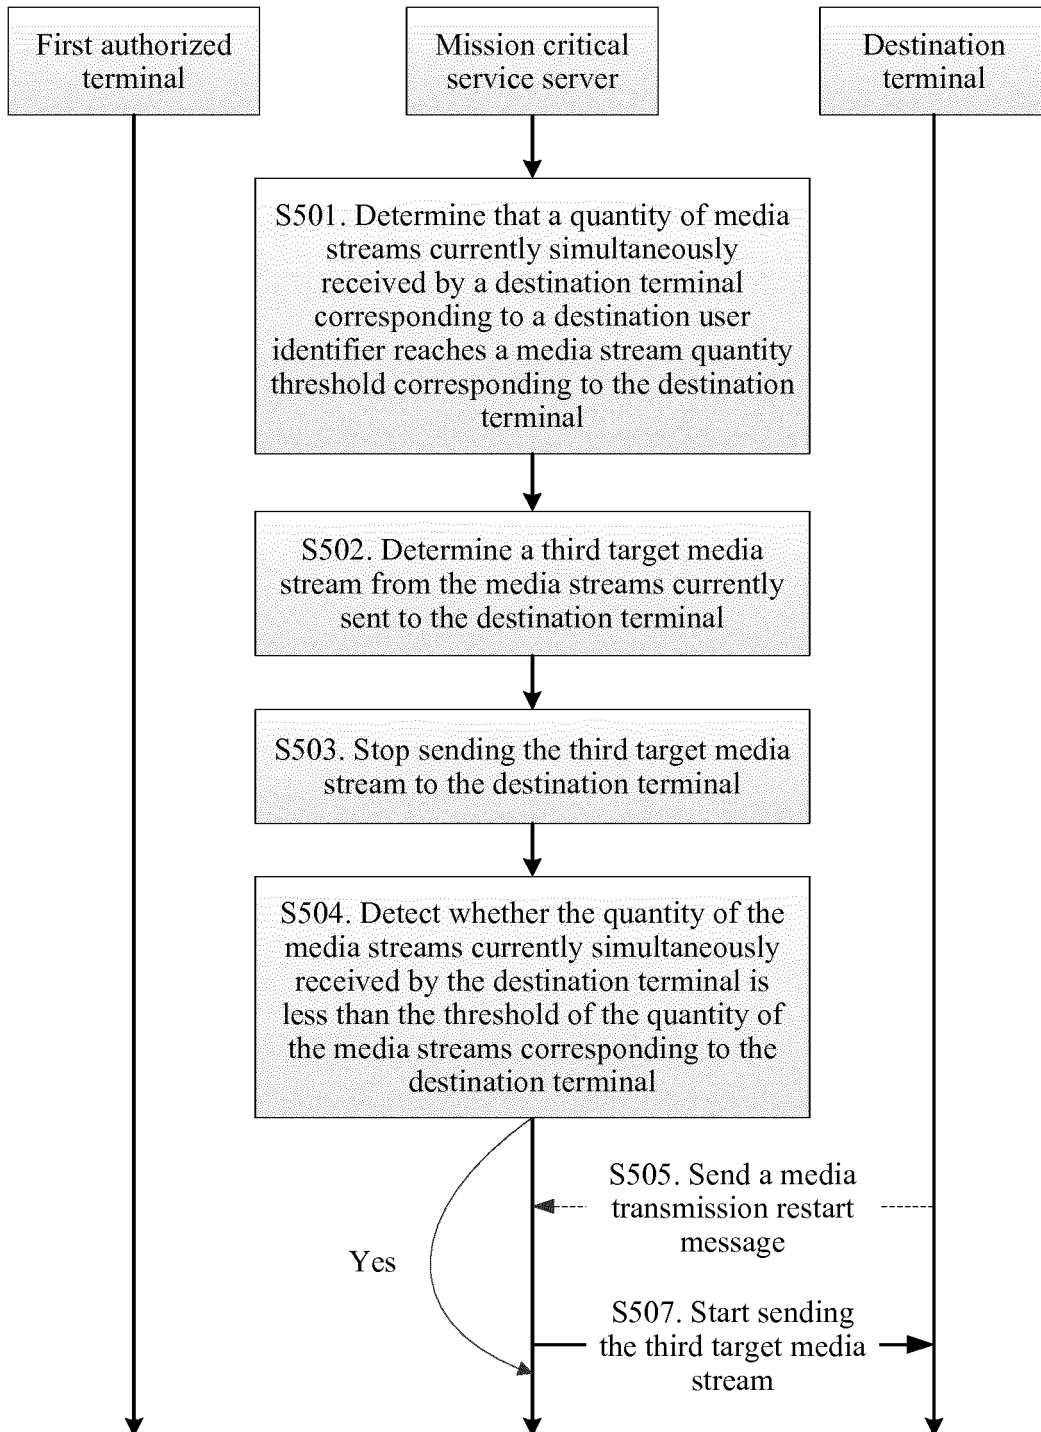 First authorized
terminal
Mission critical
service server
Destination
terminal
S501. Determine that a quantity of media
streams currently simultaneously
received by a destination terminal
corresponding to a destination user
identifier reaches a media stream quantity
threshold corresponding to the destination
terminal
S502. Determine a third target media
stream from the media streams currently
sent to the destination terminal
S503. Stop sending the third target media
stream to the destination terminal
S504. Detect whether the quantity of the
media streams currently simultaneously
received by the destination terminal is
less than the threshold of the quantity of
the media streams corresponding to the
destination terminal
S505. Send a media
transmission restart
message
Yes
S507. Start sending
the third target media
stream